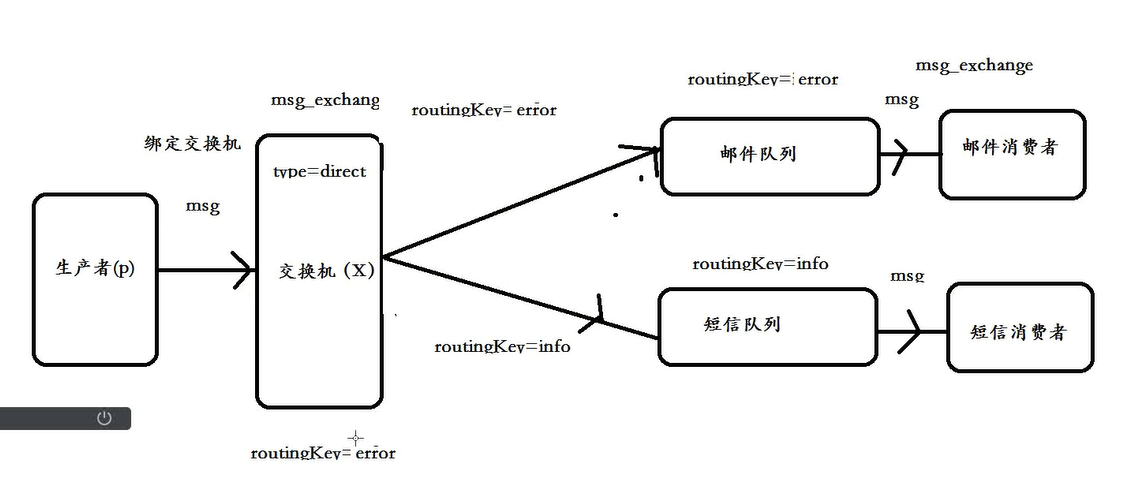 msg_exchang
绑定交换机
type=direct
msg
生产者(p)
交换机 (X)
routingKey= error
routingKey= error
routingKey=info
routingKey= error
邮件队列
msg
msg_exchange
邮件消费者
routingKey=info
短信队列
msg
短信消费者